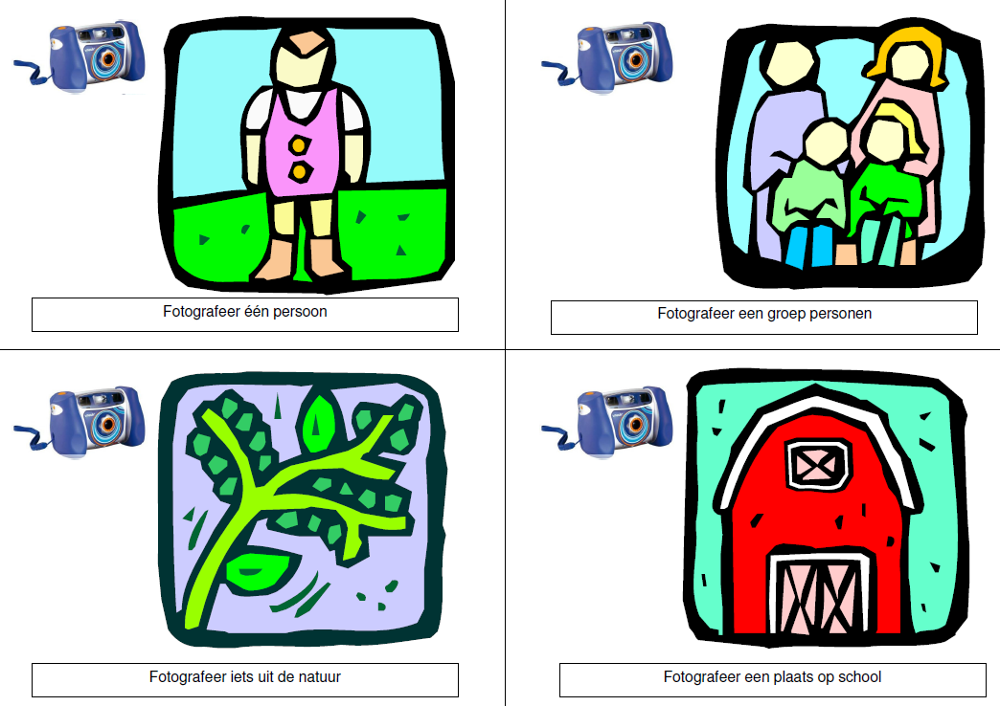 Fotografeer één persoon
Fotografeer een groep personen
Fotografeer iets uit de natuur
Fotografeer een plaats op school